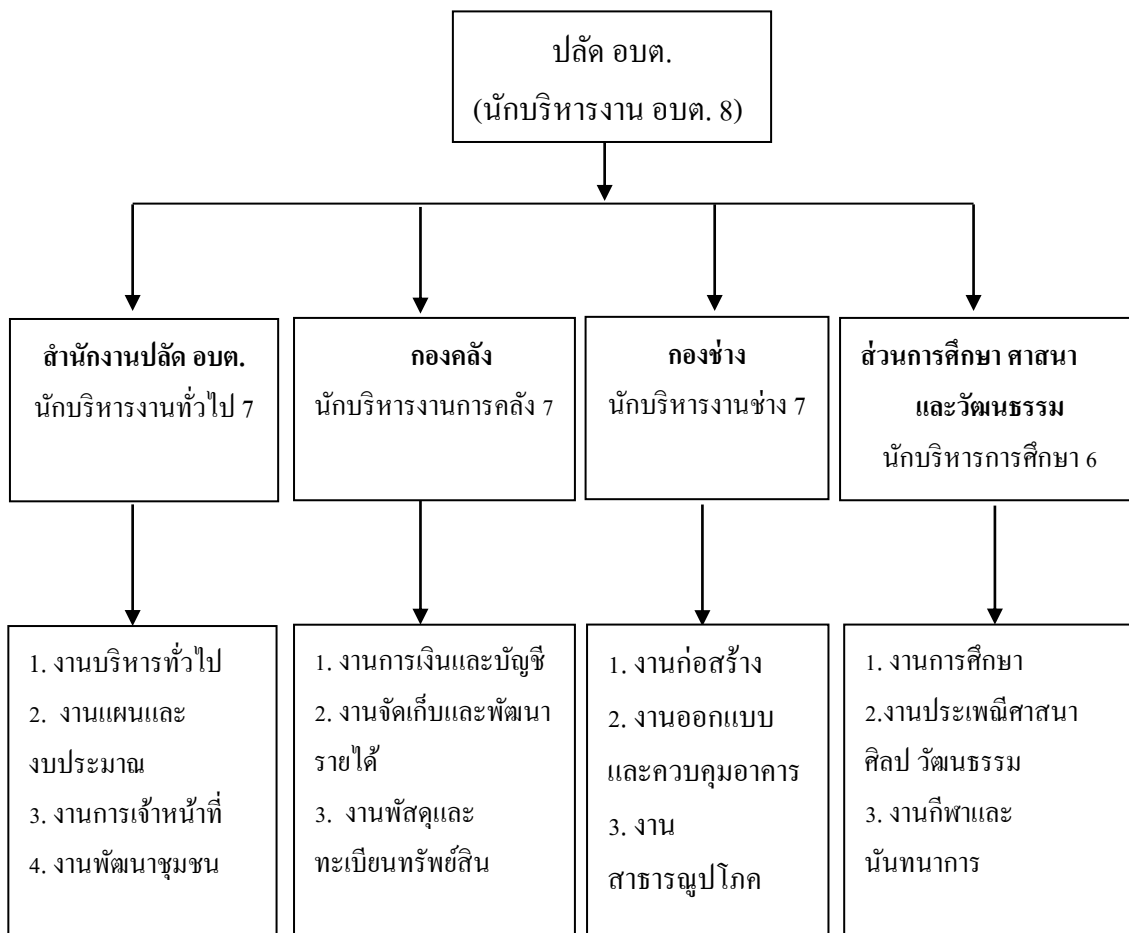 ปลัด อบต.
(นักบริหารงาน อบต. 8)
สำนักงานปลัด อบต.
นักบริหารงานทั่วไป 7
กองคลัง
นักบริหารงานการคลัง 7
กองช่าง
นักบริหารงานช่าง 7
ส่วนการศึกษา ศาสนา
และวัฒนธรรม
นักบริหารการศึกษา 6
1. งานบริหารทั่วไป
2. งานแผนและ
งบประมาณ
3. งานการเจ้าหน้าที่
4. งานพัฒนาชุมชน
1. งานการเงินและบัญชี
2. งานจัดเก็บและพัฒนา
รายได้
3. งานพัสดุและ
ทะเบียนทรัพย์สิน
1. งานก่อสร้าง
2. งานออกแบบ
และควบคุมอาคาร
3. งาน
สาธารณูปโภค
1. งานการศึกษา
2.งานประเพณีศาสนา
ศิลป วัฒนธรรม
3. งานกีฬาและ
นันทนาการ